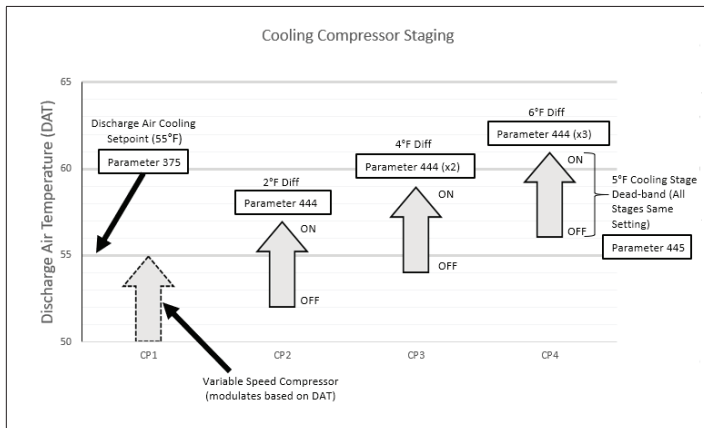 Cooling Compressor Staging
Discharge Air Temperature (DAT)
65
60
55
50
Discharge Air Cooling
Setpoint (55°F)
Parameter 375
2°F Diff
Parameter 444
ON
OFF
4°F Diff
Parameter 444 (x2)
ON
OFF
6°F Diff
Parameter 444 (x3)
ON
OFF
5°F Cooling Stage
Dead-band (All
Stages Same
Setting)
Parameter 445
CP1
CP2
CP3
CP4
Variable Speed Compressor
(modulates based on DAT)